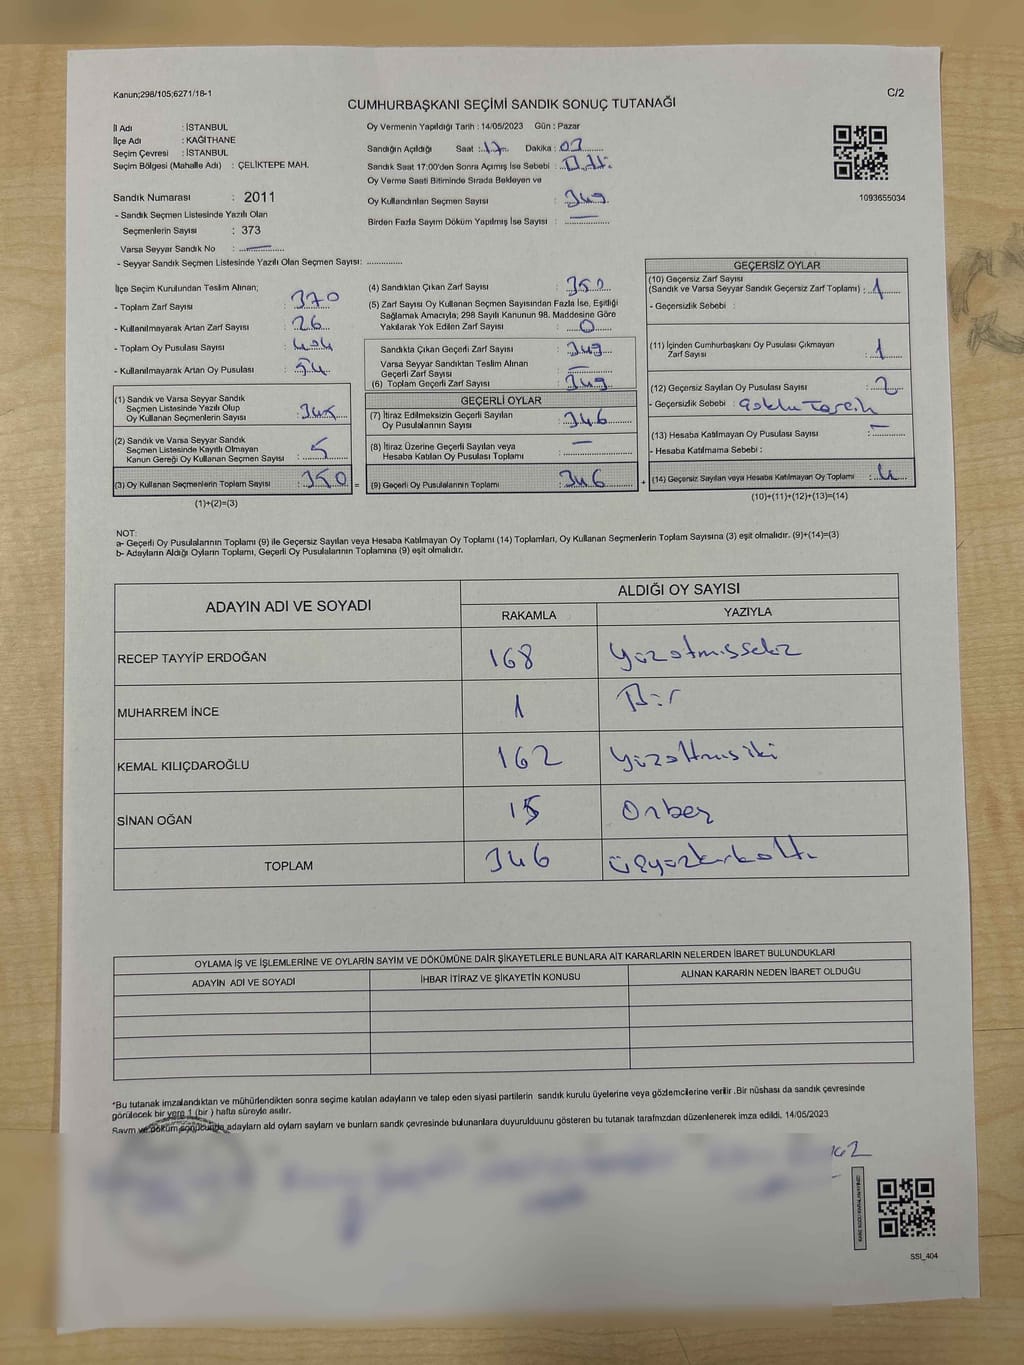 Kanun;298/105;6271/18-1
C/2
CUMHURBAŞKANI SEÇİMİ SANDIK SONUÇ TUTANAĞI
İl Adı : İSTANBUL
İlçe Adı : KAĞITHANE
Seçim Çevresi : İSTANBUL
Seçim Bölgesi (Mahalle Adı) : ÇELİKTEPE MAH.
Sandık Numarası : 2011
- Sandık Seçmen Listesinde Yazılı Olan
Seçmenlerin Sayısı : 373
Varsa Seyyar Sandık No : —
- Seyyar Sandık Seçmen Listesinde Yazılı Olan Seçmen Sayısı: ............
Oy Vermenin Yapıldığı Tarih : 14/05/2023 Gün : Pazar
Sandığın Açıldığı Saat : 17 Dakika : 03
Sandık Saat 17:00'den Sonra Açımış İse Sebebi :
Oy Verme Saati Bitiminde Sırada Bekleyen ve
Oy Kullandırılan Seçmen Sayısı : 349
Birden Fazla Sayım Döküm Yapılmış İse Sayısı : —
1093655034
İlçe Seçim Kurulundan Teslim Alınan;
- Toplam Zarf Sayısı : 370
- Kullanılmayarak Artan Zarf Sayısı : 26
- Toplam Oy Pusulası Sayısı : 404
- Kullanılmayarak Artan Oy Pusulası : 54
(1) Sandık ve Varsa Seyyar Sandık
Seçmen Listesinde Yazılı Olup
Oy Kullanan Seçmenlerin Sayısı : 345
(2) Sandık ve Varsa Seyyar Sandık
Seçmen Listesinde Kayıtlı Olmayan
Kanun Gereği Oy Kullanan Seçmen Sayısı : 5
(3) Oy Kullanan Seçmenlerin Toplam Sayısı : 350
(1)+(2)=(3)
(4) Sandıktan Çıkan Zarf Sayısı : 350
(5) Zarf Sayısı Oy Kullanan Seçmen Sayısından Fazla İse, Eşitliği
Sağlamak Amacıyla; 298 Sayılı Kanunun 98. Maddesine Göre
Yakılarak Yok Edilen Zarf Sayısı : 0
Sandıkta Çıkan Geçerli Zarf Sayısı : 349
Varsa Seyyar Sandıktan Teslim Alınan
Geçerli Zarf Sayısı : —
(6) Toplam Geçerli Zarf Sayısı : 349
GEÇERLİ OYLAR
(7) İtiraz Edilmeksizin Geçerli Sayılan
Oy Pusulalarının Sayısı : 346
(8) İtiraz Üzerine Geçerli Sayılan veya
Hesaba Katılan Oy Pusulası Toplamı : —
= (9) Geçerli Oy Pusulalarının Toplamı : 346
GEÇERSİZ OYLAR
(10) Geçersiz Zarf Sayısı
(Sandık ve Varsa Seyyar Sandık Geçersiz Zarf Toplamı) : 1
- Geçersizlik Sebebi :
(11) İçinden Cumhurbaşkanı Oy Pusulası Çıkmayan
Zarf Sayısı : 1
(12) Geçersiz Sayılan Oy Pusulası Sayısı : 2
- Geçersizlik Sebebi : Çoklu Tercih
(13) Hesaba Katılmayan Oy Pusulası Sayısı : —
- Hesaba Katılmama Sebebi :
+ (14) Geçersiz Sayılan veya Hesaba Katılmayan Oy Toplamı : 4
(10)+(11)+(12)+(13)=(14)
NOT:
a- Geçerli Oy Pusulalarının Toplamı (9) ile Geçersiz Sayılan veya Hesaba Katılmayan Oy Toplamı (14) Toplamları, Oy Kullanan Seçmenlerin Toplam Sayısına (3) eşit olmalıdır. (9)+(14)=(3)
b- Adayların Aldığı Oyların Toplamı, Geçerli Oy Pusulalarının Toplamına (9) eşit olmalıdır.
ADAYIN ADI VE SOYADI
ALDIĞI OY SAYISI
RAKAMLA YAZIYLA
RECEP TAYYİP ERDOĞAN 168 Yüzatmışsekiz
MUHARREM İNCE 1 Bir
KEMAL KILIÇDAROĞLU 162 Yüzaltmışiki
SİNAN OĞAN 15 Onbeş
TOPLAM 346 Üçyüzkırkaltı
OYLAMA İŞ VE İŞLEMLERİNE VE OYLARIN SAYIM VE DÖKÜMÜNE DAİR ŞİKAYETLERLE BUNLARA AİT KARARLARIN NELERDEN İBARET BULUNDUKLARI
ADAYIN ADI VE SOYADI İHBAR İTİRAZ VE ŞİKAYETİN KONUSU ALINAN KARARIN NEDEN İBARET OLDUĞU
*Bu tutanak imzalandıktan ve mühürlendikten sonra seçime katılan adayların ve talep eden siyasi partilerin sandık kurulu üyelerine veya gözlemcilerine verilir .Bir nüshası da sandık çevresinde
görülecek bir yere 1 (bir ) hafta süreyle asılır.
Sayım ve döküm sonucunda adayların ald oyların sayları ve bunların sandk çevresinde bulunanlara duyurulduunu gösteren bu tutanak tarafmzdan düzenlenerek imza edildi. 14/05/2023
SSI_404